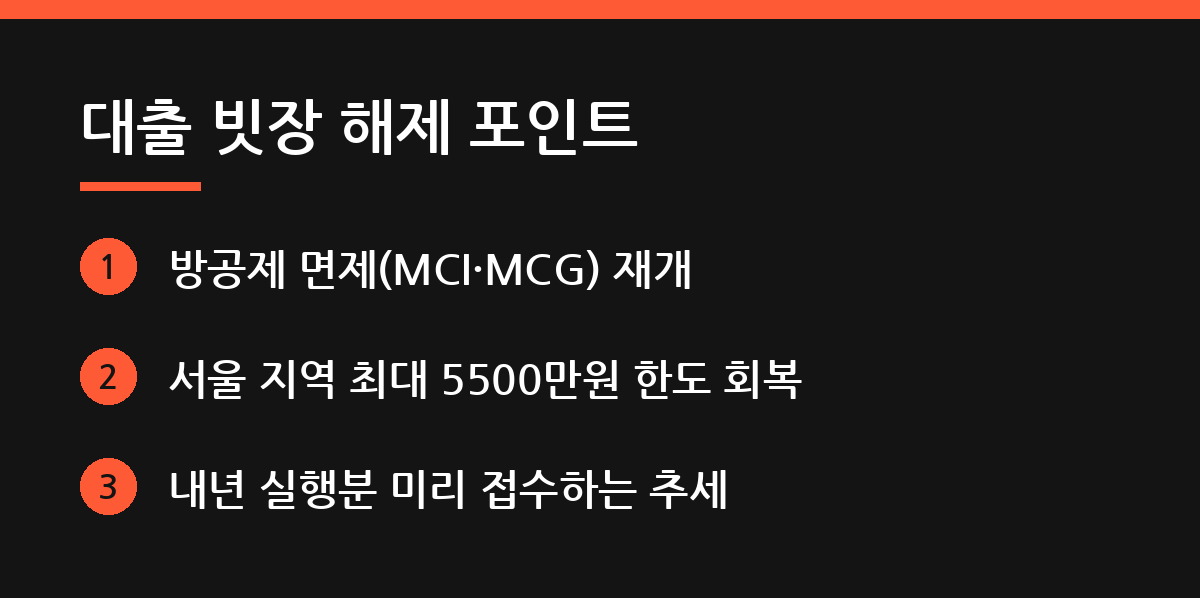 대출 빗장 해제 포인트
1 방공제 면제(MCI·MCG) 재개
2 서울 지역 최대 5500만원 한도 회복
3 내년 실행분 미리 접수하는 추세